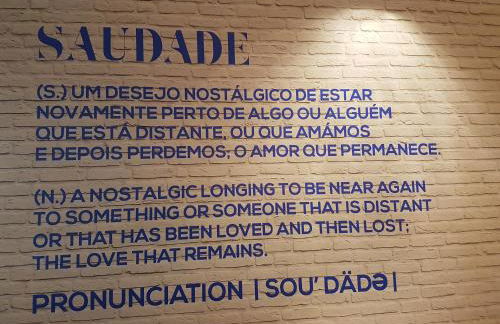 SAUDADE
(S.) UM DESEJO NOSTÁLGICO DE ESTAR
NOVAMENTE PERTO DE ALGO OU ALGUÉM
QUE ESTÁ DISTANTE, OU QUE AMÁMOS
E DEPOIS PERDEMOS; O AMOR QUE PERMANECE.
(N.) A NOSTALGIC LONGING TO BE NEAR AGAIN
TO SOMETHING OR SOMEONE THAT IS DISTANT
OR THAT HAS BEEN LOVED AND THEN LOST;
THE LOVE THAT REMAINS.
PRONUNCIATION | SOU' DÄDƏ |